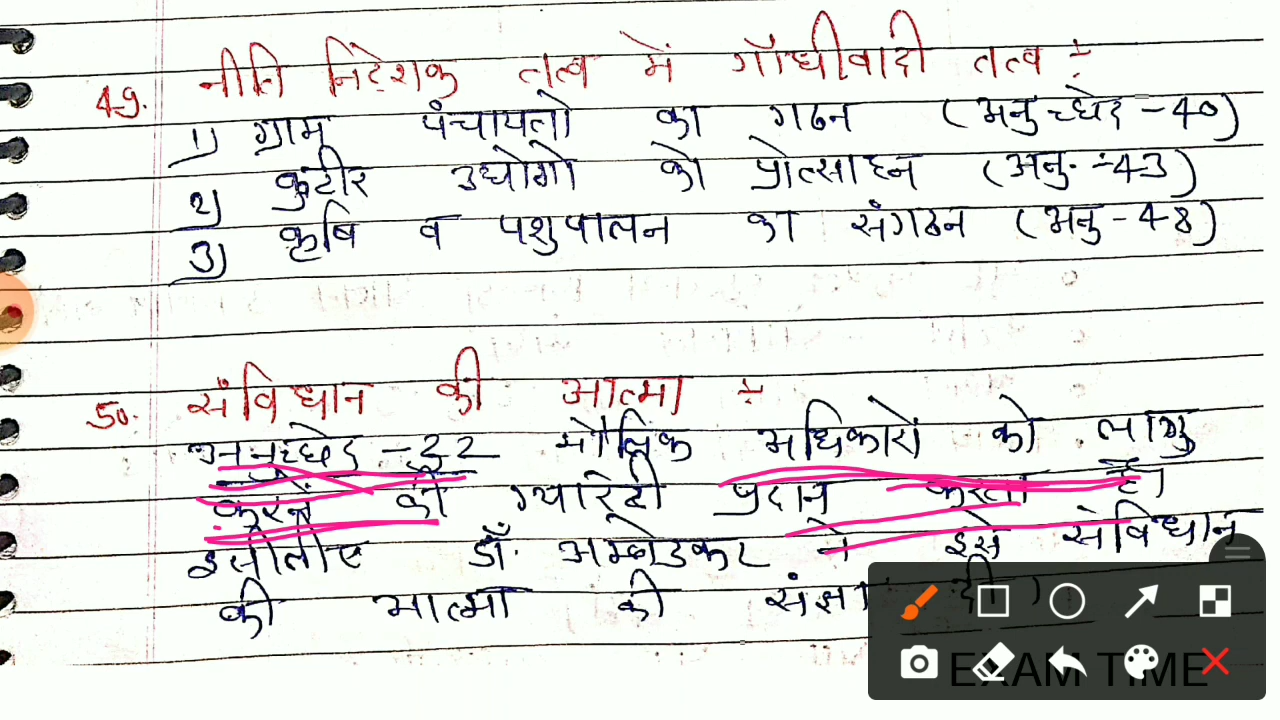 49. नीति निदेशक तत्व में गाँधीवादी तत्व ÷
1) ग्राम पंचायतो का गठन (अनुच्छेद - 40)
2) कुटीर उद्योगो को प्रोत्साहन (अनु. ÷ 43)
3) कृषि व पशुपालन का संगठन (अनु - 48)
50. संविधान की आत्मा ÷
अनुच्छेद - 32 मौलिक अधिकारों को लागु
करने की ग्यारेंटी प्रदान करता है।
इसीलिए डॉ. अम्बेडकर ने इसे संविधान
की आत्मा की संज्ञा दी।
EXAM TIME